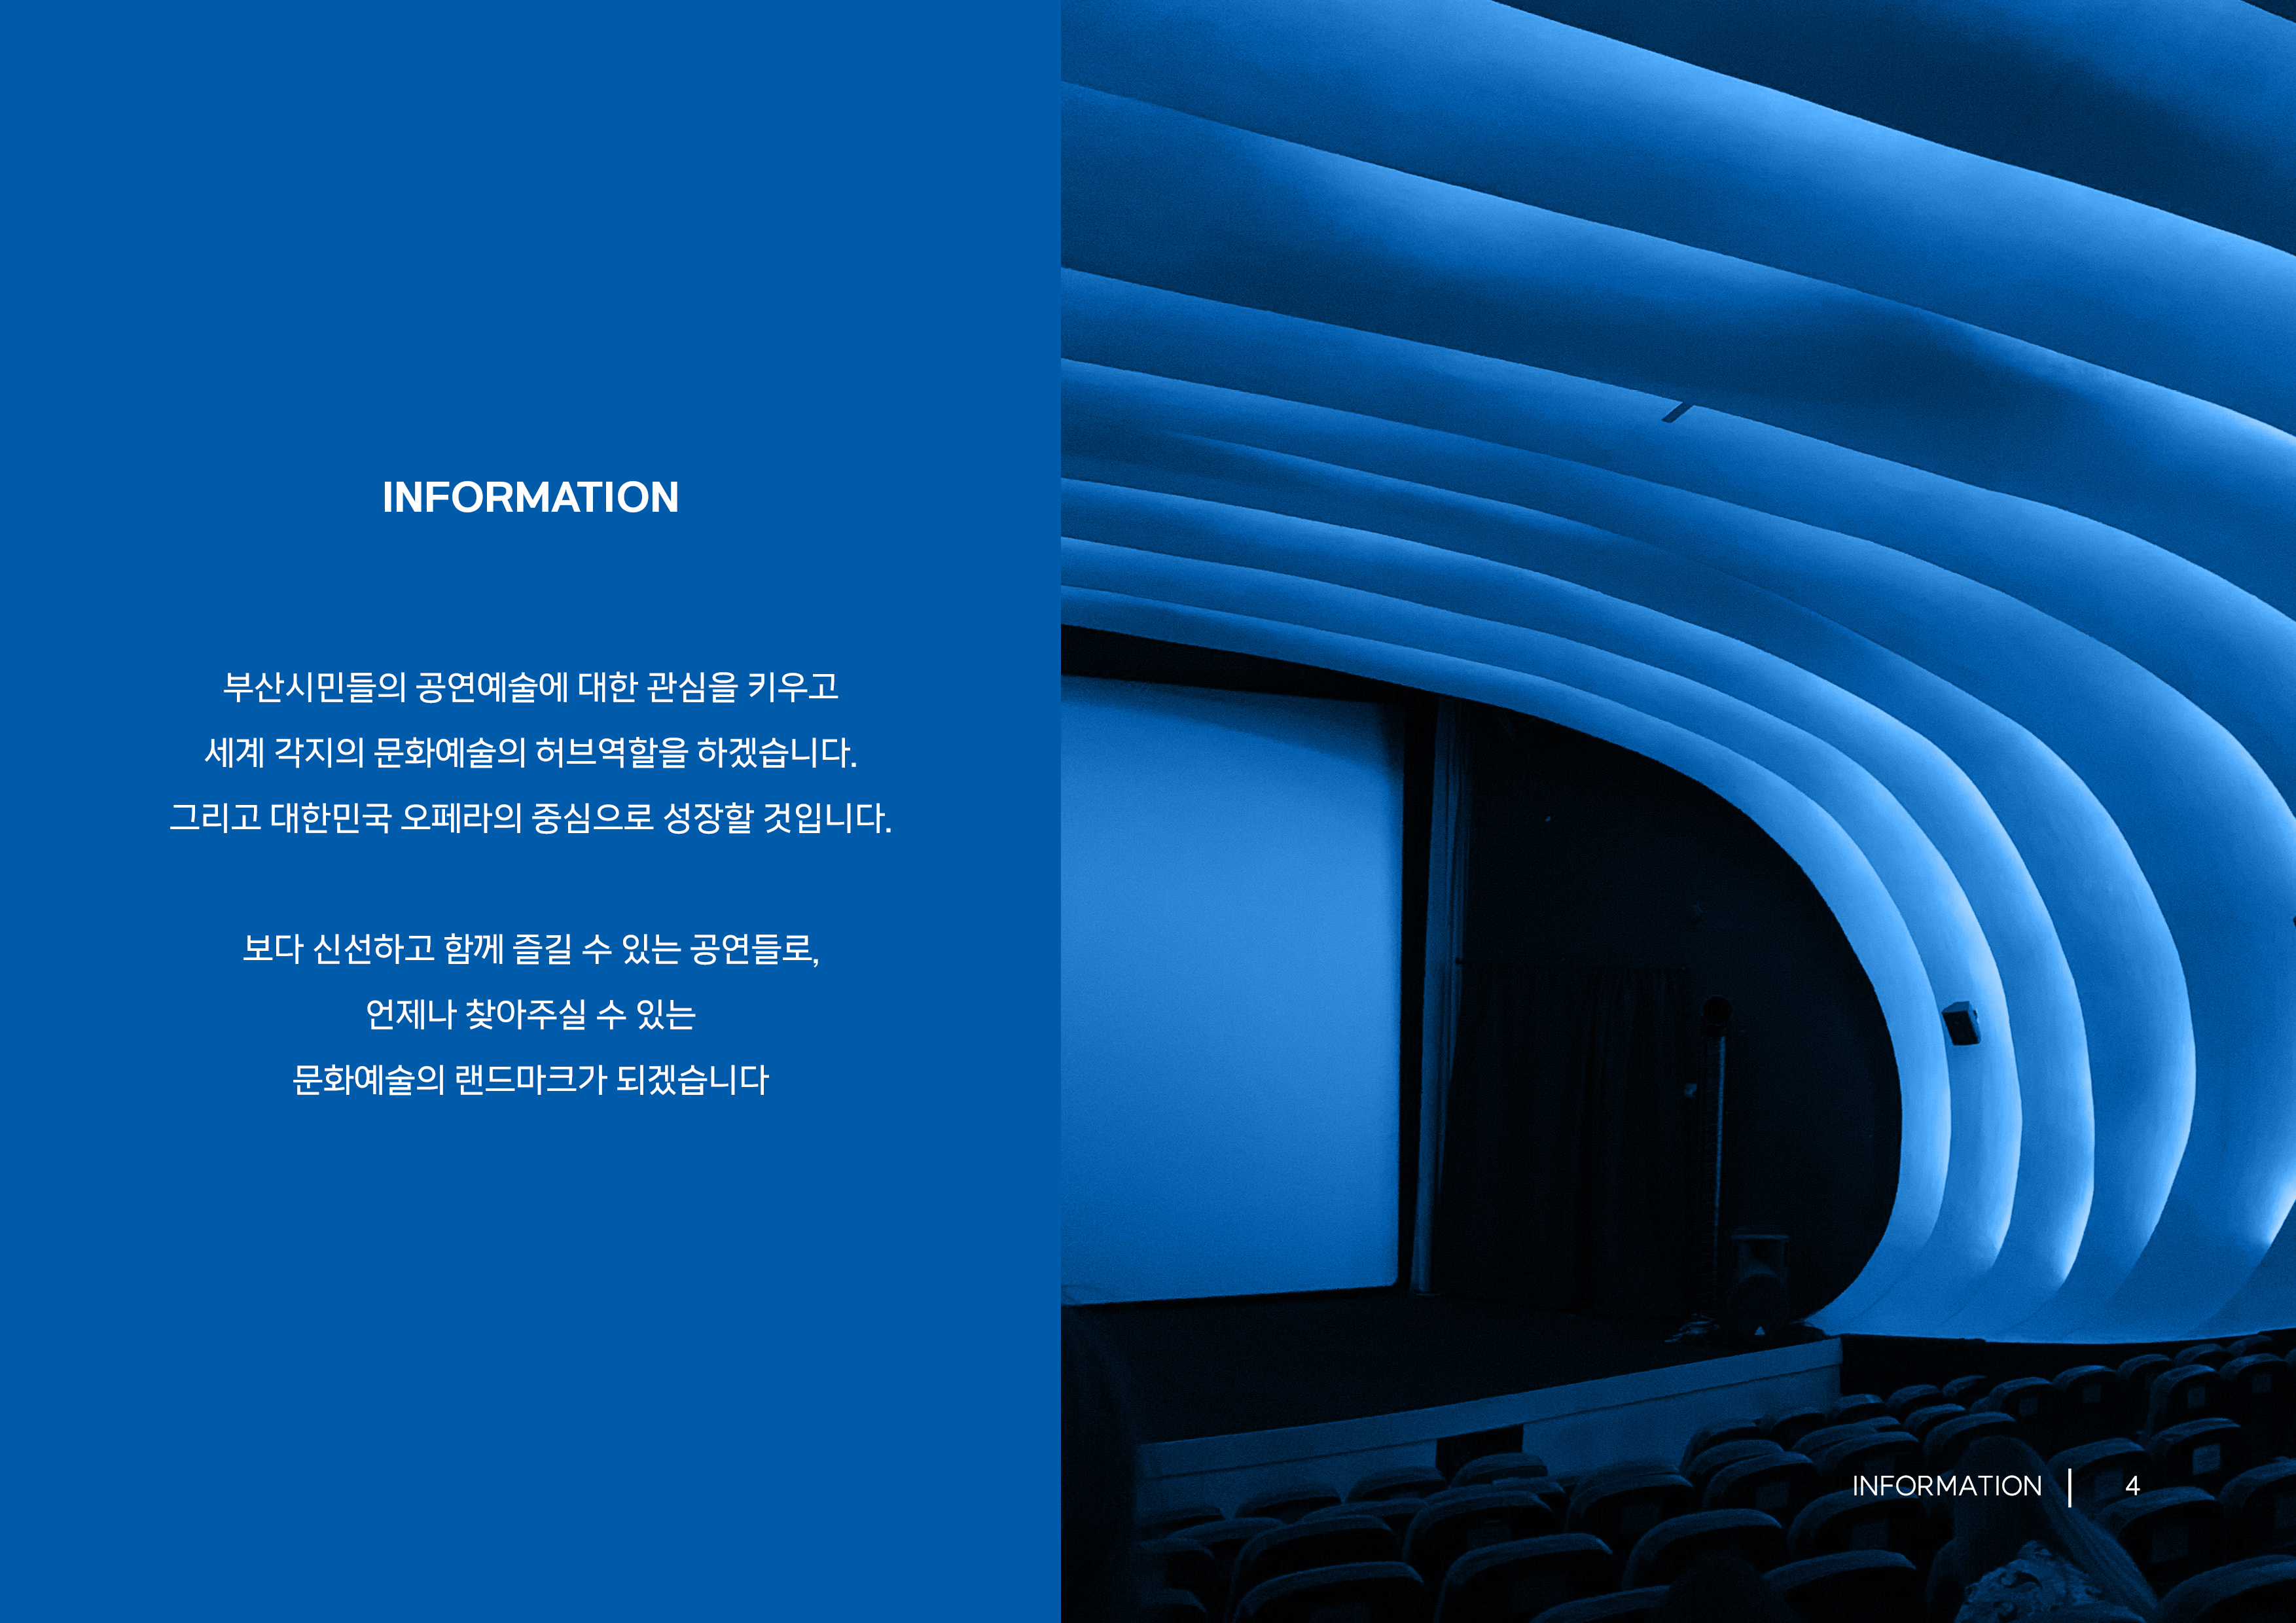 INFORMATION
부산시민들의 공연예술에 대한 관심을 키우고
세계 각지의 문화예술의 허브역할을 하겠습니다.
그리고 대한민국 오페라의 중심으로 성장할 것입니다.
보다 신선하고 함께 즐길 수 있는 공연들로,
언제나 찾아주실 수 있는
문화예술의 랜드마크가 되겠습니다
INFORMATION | 4